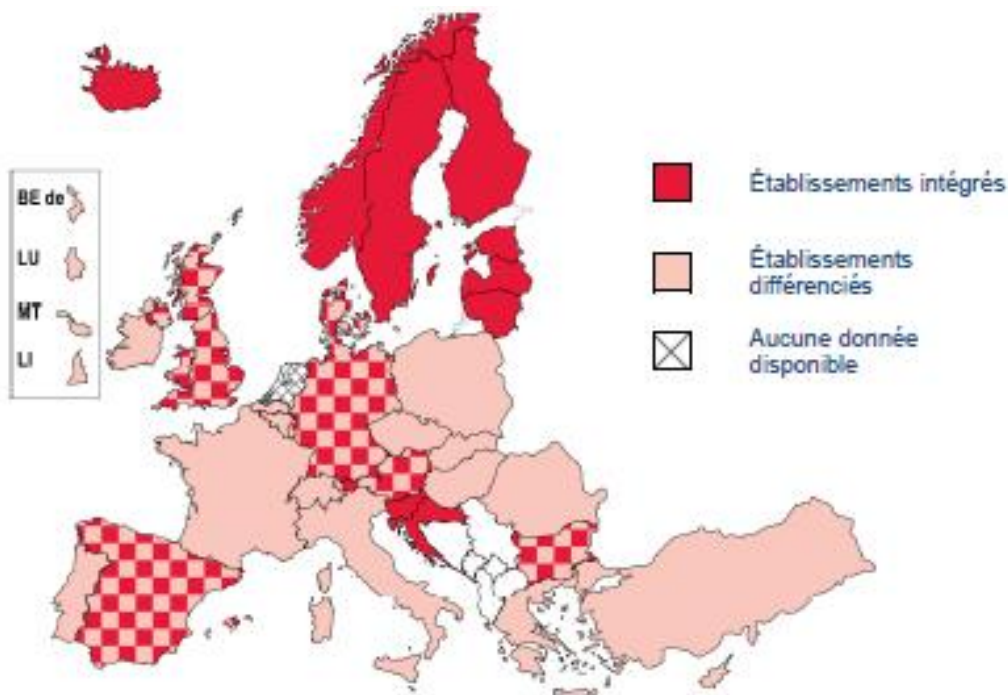 BE de
LU
MT
LI
Établissements intégrés
Établissements
différenciés
Aucune donnée
disponible